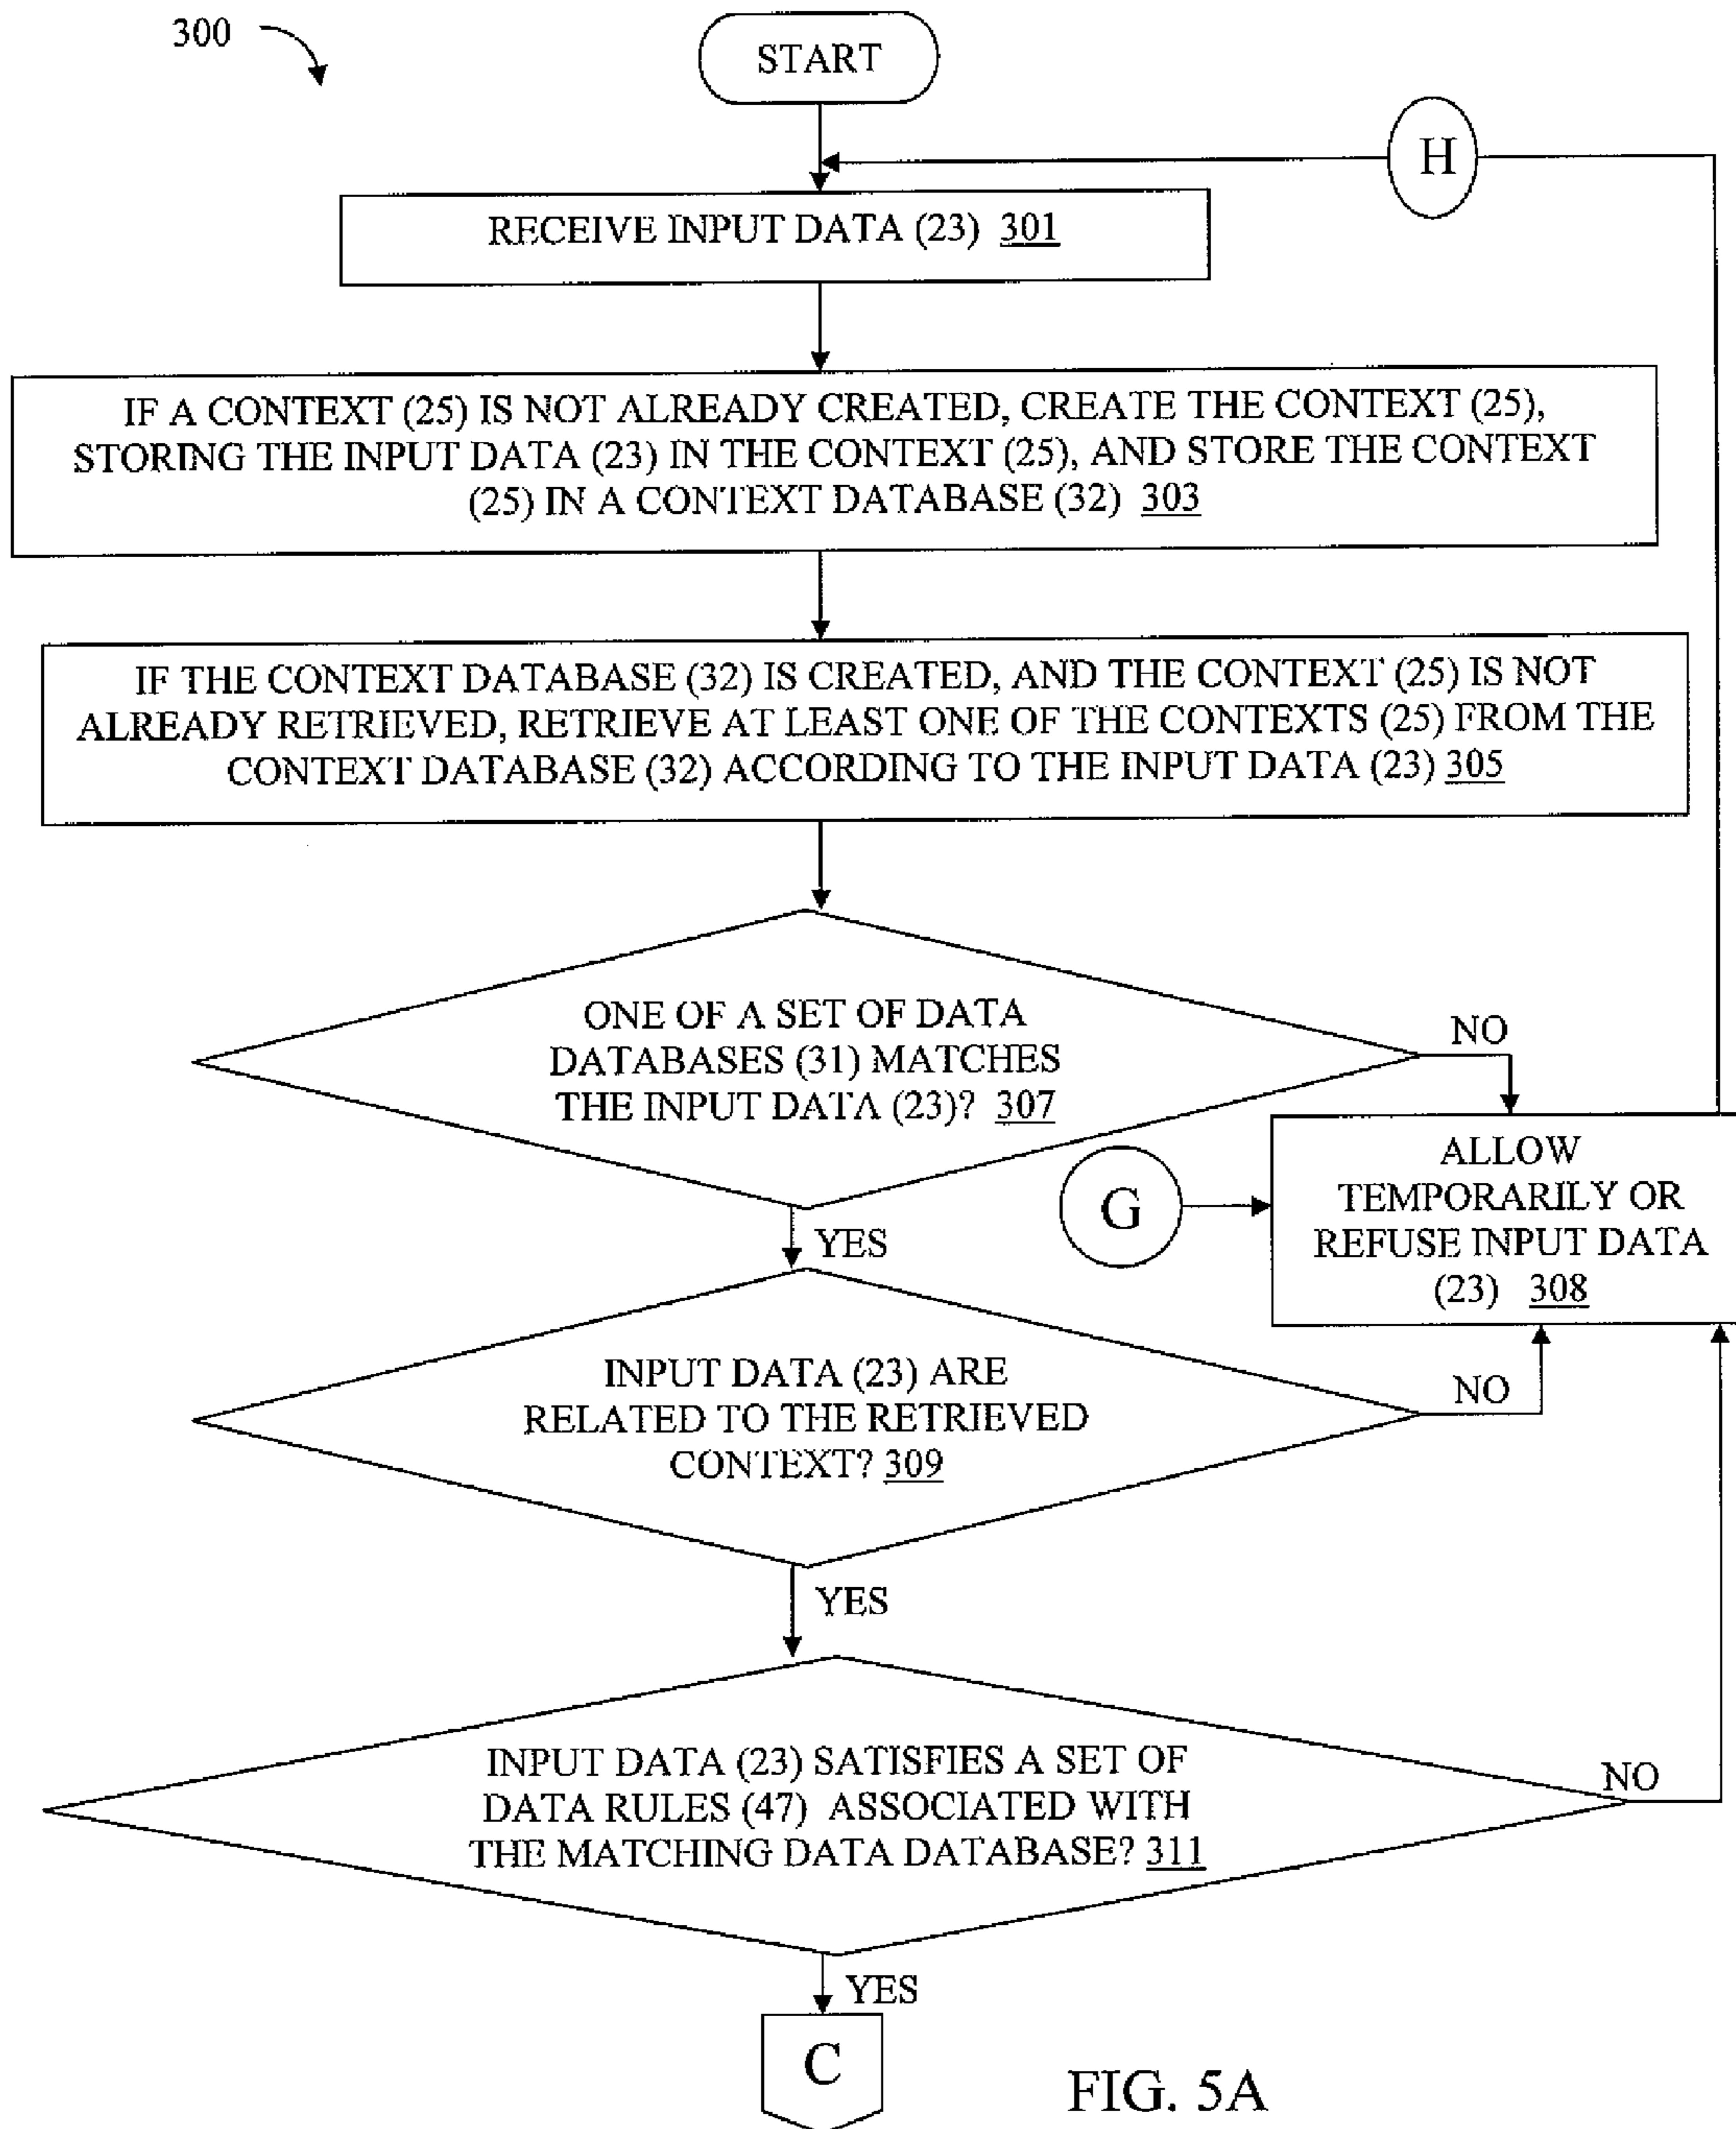 300
START
H
RECEIVE INPUT DATA (23) 301
IF A CONTEXT (25) IS NOT ALREADY CREATED, CREATE THE CONTEXT (25),
STORING THE INPUT DATA (23) IN THE CONTEXT (25), AND STORE THE CONTEXT
(25) IN A CONTEXT DATABASE (32) 303
IF THE CONTEXT DATABASE (32) IS CREATED, AND THE CONTEXT (25) IS NOT
ALREADY RETRIEVED, RETRIEVE AT LEAST ONE OF THE CONTEXTS (25) FROM THE
CONTEXT DATABASE (32) ACCORDING TO THE INPUT DATA (23) 305
ONE OF A SET OF DATA
DATABASES (31) MATCHES
THE INPUT DATA (23)? 307
NO
YES
G
ALLOW
TEMPORARILY OR
REFUSE INPUT DATA
(23) 308
INPUT DATA (23) ARE
RELATED TO THE RETRIEVED
CONTEXT? 309
NO
YES
INPUT DATA (23) SATISFIES A SET OF
DATA RULES (47) ASSOCIATED WITH
THE MATCHING DATA DATABASE? 311
NO
YES
C
FIG. 5A